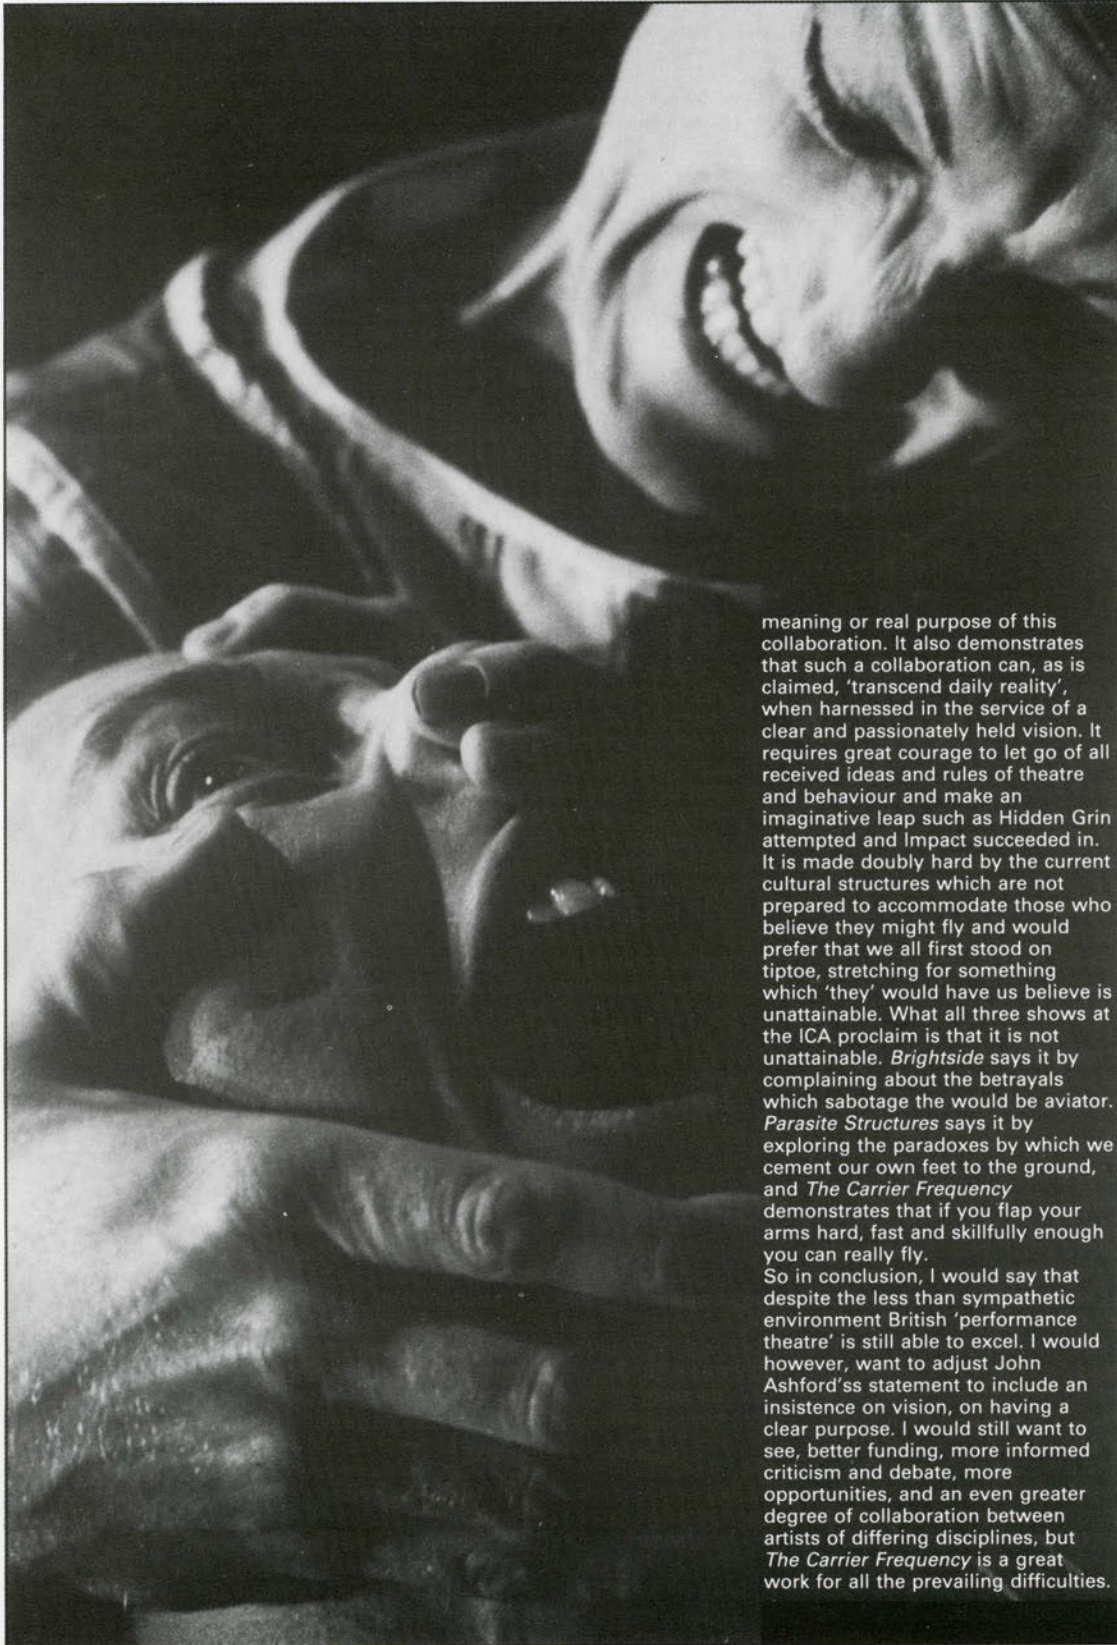 meaning or real purpose of this
collaboration. It also demonstrates
that such a collaboration can, as is
claimed, ‘transcend daily reality’,
when harnessed in the service of a
clear and passionately held vision. It
requires great courage to let go of all
received ideas and rules of theatre
and behaviour and make an
imaginative leap such as Hidden Grin
attempted and Impact succeeded in.
It is made doubly hard by the current
cultural structures which are not
prepared to accommodate those who
believe they might fly and would
prefer that we all first stood on
tiptoe, stretching for something
which ‘they’ would have us believe is
unattainable. What all three shows at
the ICA proclaim is that it is not
unattainable. Brightside says it by
complaining about the betrayals
which sabotage the would be aviator.
Parasite Structures says it by
exploring the paradoxes by which we
cement our own feet to the ground,
and The Carrier Frequency
demonstrates that if you flap your
arms hard, fast and skillfully enough
you can really fly.
So in conclusion, I would say that
despite the less than sympathetic
environment British ‘performance
theatre’ is still able to excel. I would
however, want to adjust John
Ashford’ss statement to include an
insistence on vision, on having a
clear purpose. I would still want to
see, better funding, more informed
criticism and debate, more
opportunities, and an even greater
degree of collaboration between
artists of differing disciplines, but
The Carrier Frequency is a great
work for all the prevailing difficulties.